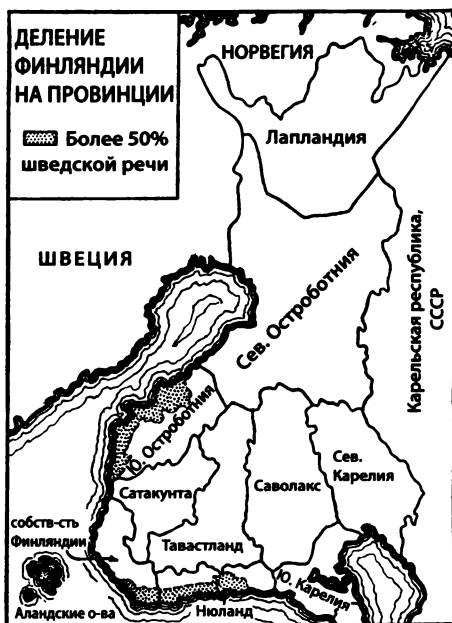 ДЕЛЕНИЕ
ФИНЛЯНДИИ
НА ПРОВИНЦИИ
Более 50%
шведской речи
НОРВЕГИЯ
Лапландия
ШВЕЦИЯ
Сев. Остроботния
Карельская республика,
СССР
Ю. Остроботния
Сатакунта
Саволакс
Сев.
Карелия
собств-сть
Финляндии
Тавастланд
Ю. Карелия
Аландские о-ва
Нюланд